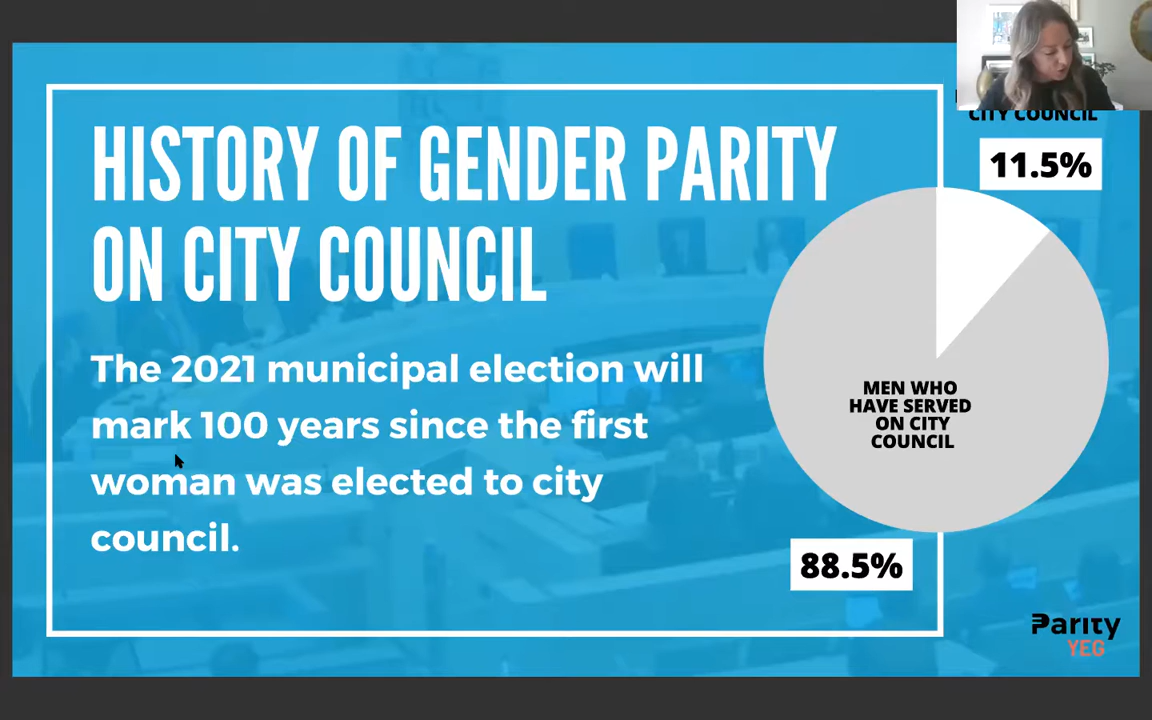 HISTORY OF GENDER PARITY
ON CITY COUNCIL
The 2021 municipal election will
mark 100 years since the first
woman was elected to city
council.
CITY COUNCIL
11.5%
MEN WHO
HAVE SERVED
ON CITY
COUNCIL
88.5%
Parity
YEG